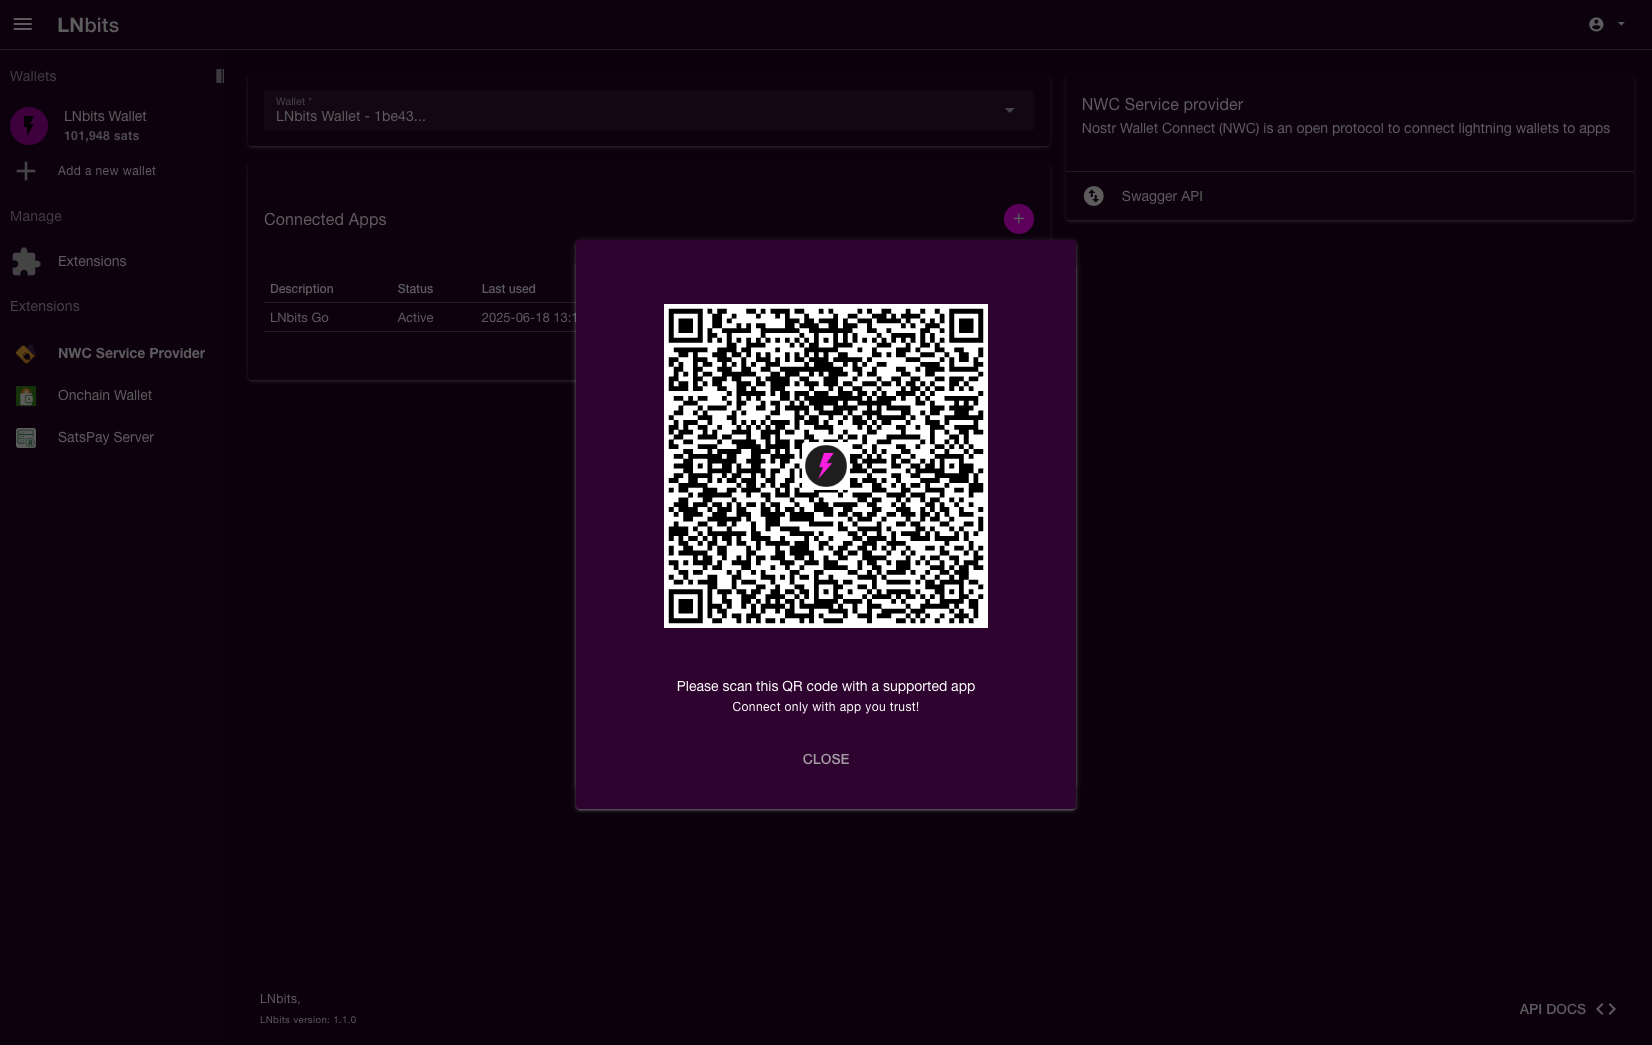 LNbits
Wallets
LNbits Wallet
101,948 sats
Add a new wallet
Manage
Extensions
Extensions
NWC Service Provider
Onchain Wallet
SatsPay Server
Wallet *
LNbits Wallet - 1be43...
Connected Apps
Description Status Last used
LNbits Go Active 2025-06-18 13:1
NWC Service provider
Nostr Wallet Connect (NWC) is an open protocol to connect lightning wallets to apps
Swagger API
Please scan this QR code with a supported app
Connect only with app you trust!
CLOSE
LNbits,
LNbits version: 1.1.0
API DOCS